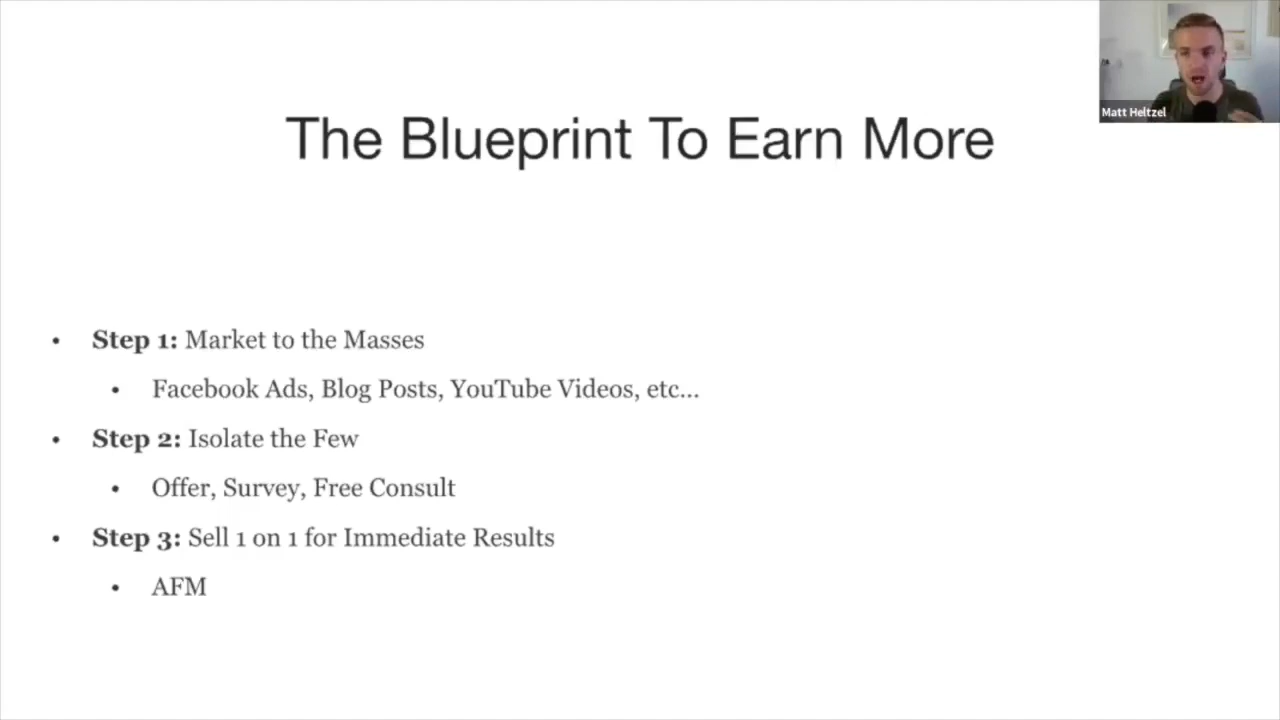 The Blueprint To Earn More
Matt Heltzel
• Step 1: Market to the Masses
• Facebook Ads, Blog Posts, YouTube Videos, etc...
• Step 2: Isolate the Few
• Offer, Survey, Free Consult
• Step 3: Sell 1 on 1 for Immediate Results
• AFM